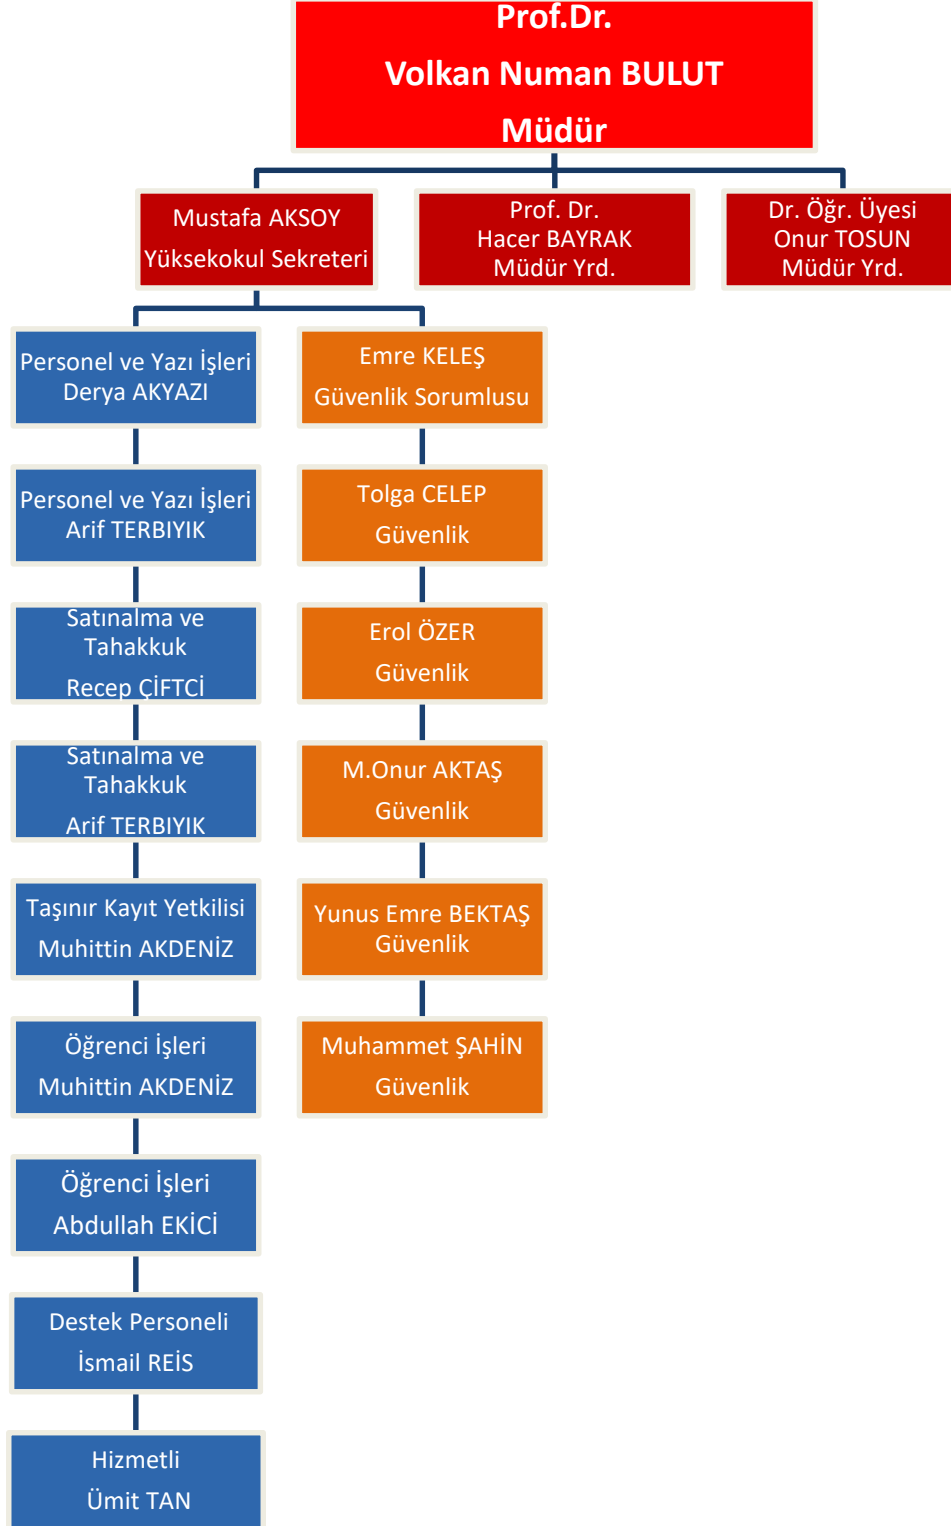 Prof.Dr.
Volkan Numan BULUT
Müdür
Mustafa AKSOY
Yüksekokul Sekreteri
Prof. Dr.
Hacer BAYRAK
Müdür Yrd.
Dr. Öğr. Üyesi
Onur TOSUN
Müdür Yrd.
Personel ve Yazı İşleri
Derya AKYAZI
Personel ve Yazı İşleri
Arif TERBIYIK
Satınalma ve
Tahakkuk
Recep ÇİFTCİ
Satınalma ve
Tahakkuk
Arif TERBIYIK
Taşınır Kayıt Yetkilisi
Muhittin AKDENİZ
Öğrenci İşleri
Muhittin AKDENİZ
Öğrenci İşleri
Abdullah EKİCİ
Destek Personeli
İsmail REİS
Hizmetli
Ümit TAN
Emre KELEŞ
Güvenlik Sorumlusu
Tolga CELEP
Güvenlik
Erol ÖZER
Güvenlik
M.Onur AKTAŞ
Güvenlik
Yunus Emre BEKTAŞ
Güvenlik
Muhammet ŞAHİN
Güvenlik